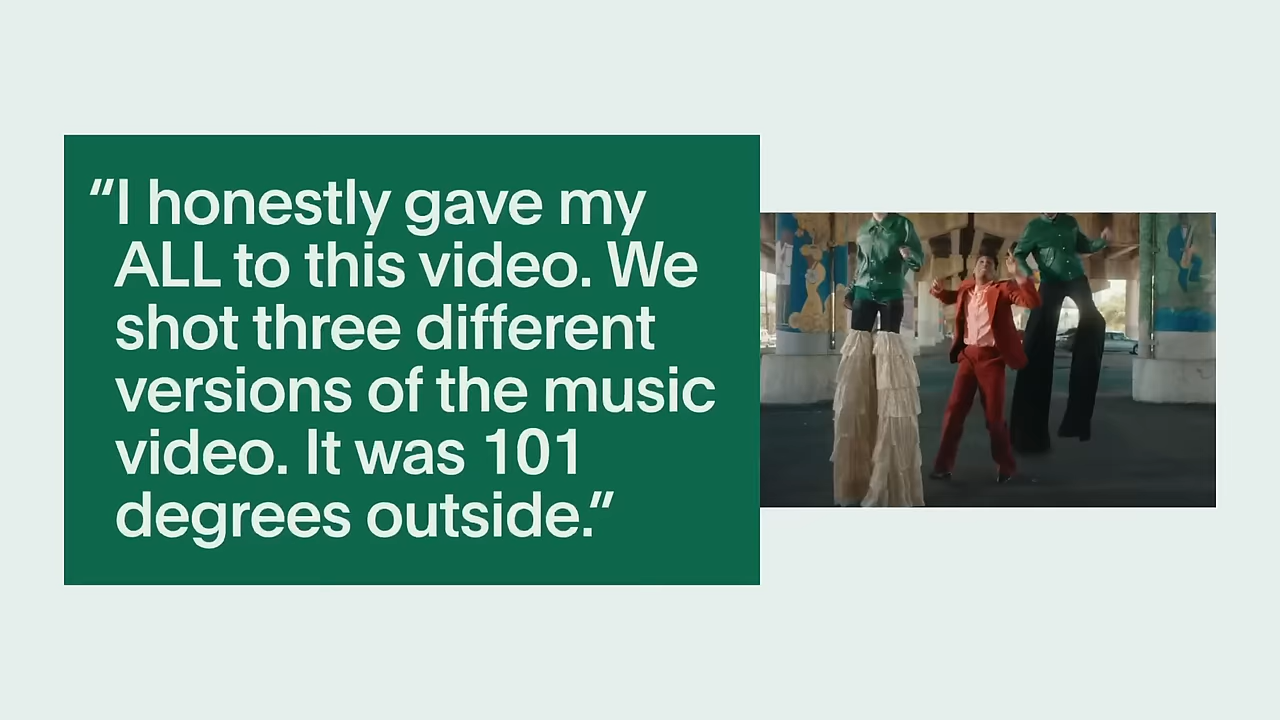 “I honestly gave my
ALL to this video. We
shot three different
versions of the music
video. It was 101
degrees outside.”